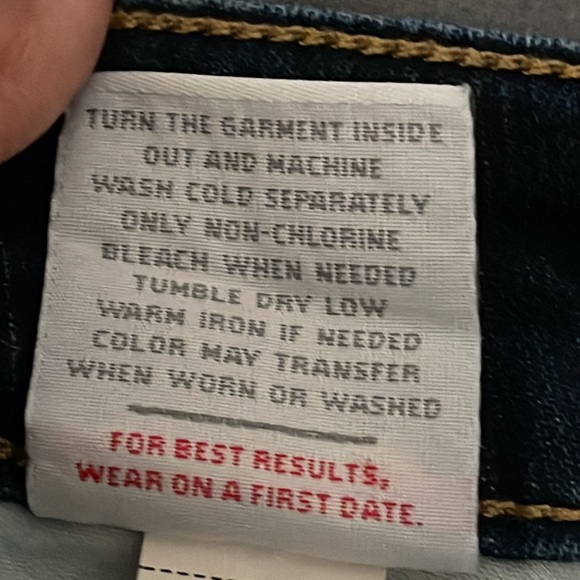 TURN THE GARMENT INSIDE
OUT AND MACHINE
WASH COLD SEPARATELY
ONLY NON-CHLORINE
BLEACH WHEN NEEDED
TUMBLE DRY LOW
WARM IRON IF NEEDED
COLOR MAY TRANSFER
WHEN WORN OR WASHED
FOR BEST RESULTS,
WEAR ON A FIRST DATE.